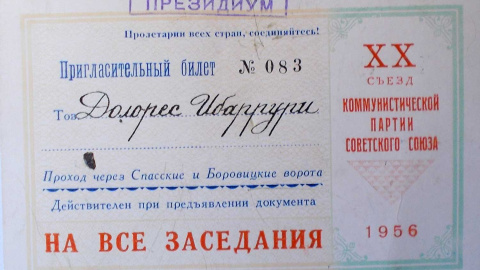 ПРЕЗИДИУМ
Пролетарии всех стран, соединяйтесь!
Пригласительный билет № 083
Тов Долорес Ибаррури
Проход через Спасские и Боровицкие ворота
Действителен при предъявлении документа
НА ВСЕ ЗАСЕДАНИЯ
XX
СЪЕЗД
КОММУНИСТИЧЕСКОЙ
ПАРТИИ
СОВЕТСКОГО СОЮЗА
1956